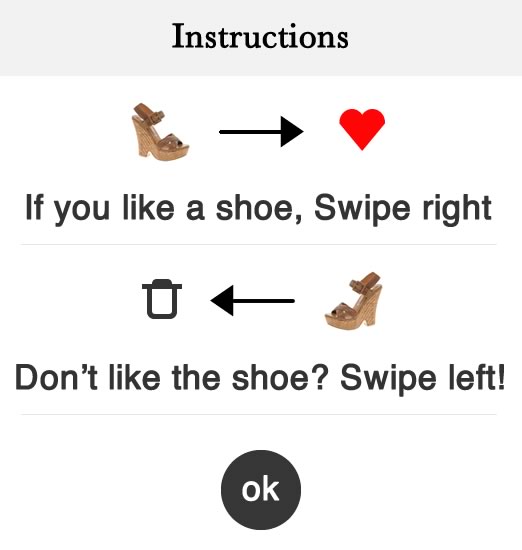 Instructions
If you like a shoe, Swipe right
Don’t like the shoe? Swipe left!
ok